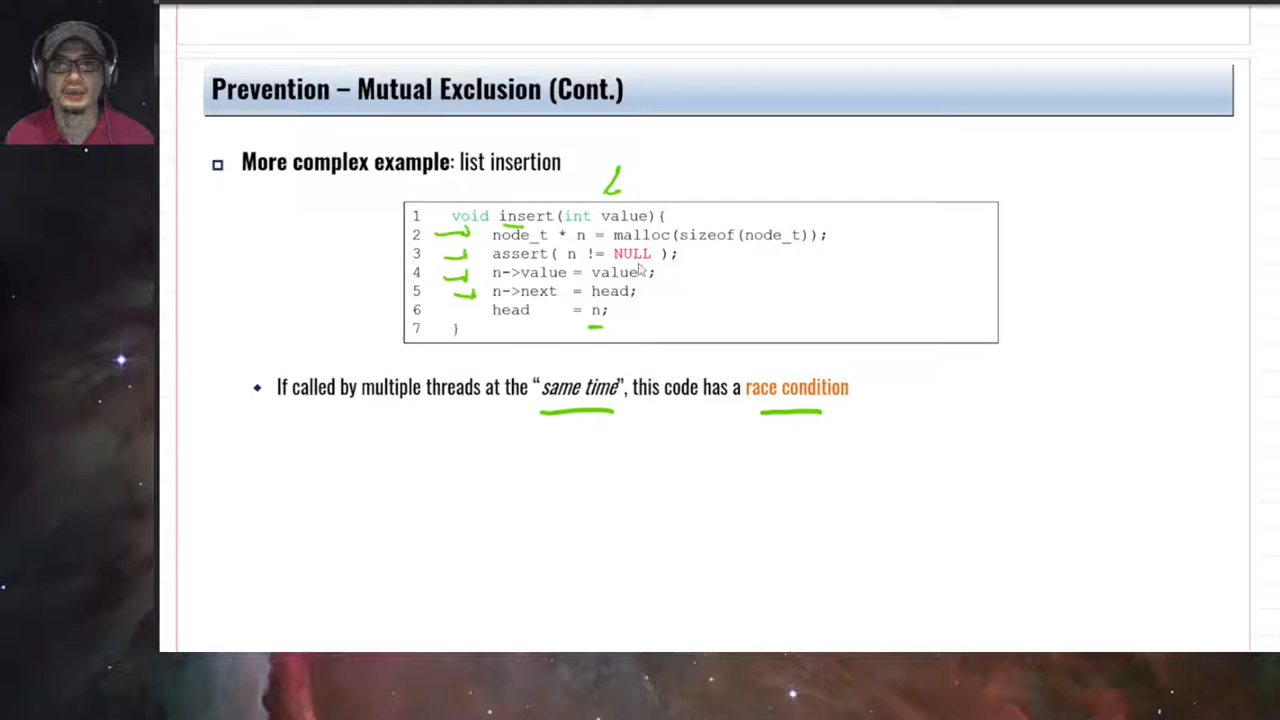 Prevention – Mutual Exclusion (Cont.)
More complex example: list insertion
1 void insert(int value){
2 node_t * n = malloc(sizeof(node_t));
3 assert( n != NULL );
4 n->value = value;
5 n->next = head;
6 head = n;
7 }
If called by multiple threads at the “same time”, this code has a race condition